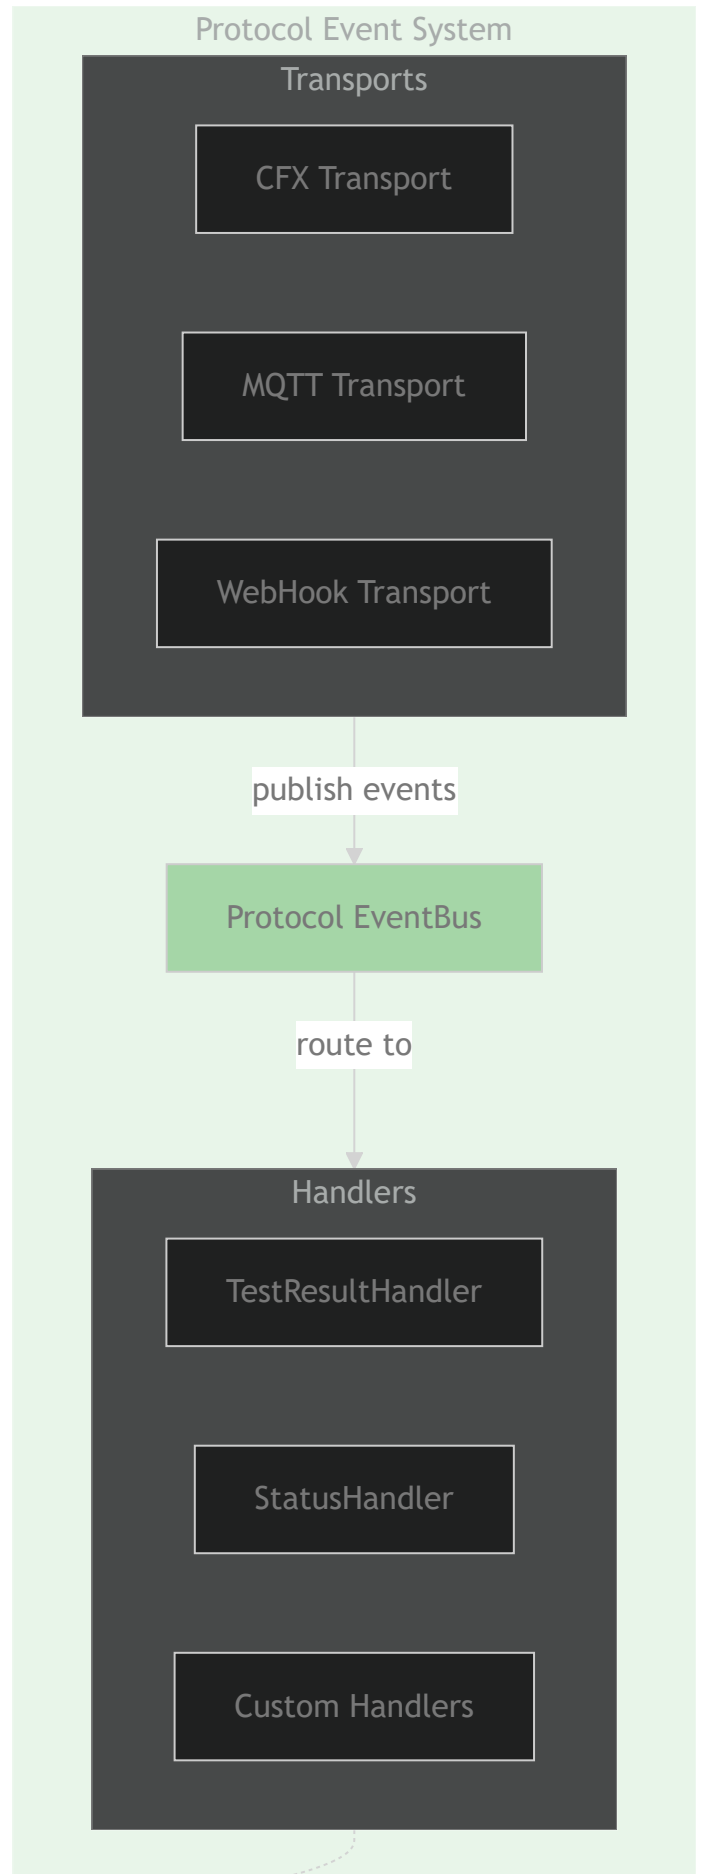 Protocol Event System
Transports
CFX Transport
MQTT Transport
WebHook Transport
publish events
Protocol EventBus
route to
Handlers
TestResultHandler
StatusHandler
Custom Handlers